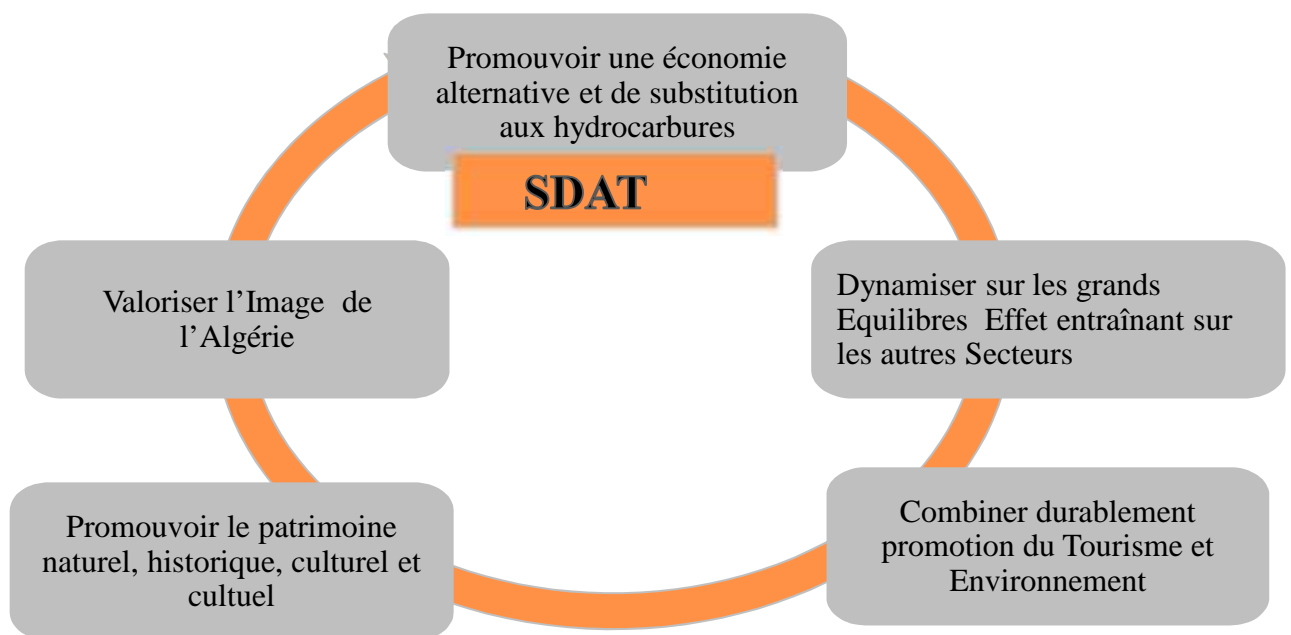 Promouvoir une économie
alternative et de substitution
aux hydrocarbures
SDAT
Valoriser l’Image de
l’Algérie
Dynamiser sur les grands
Equilibres Effet entraînant sur
les autres Secteurs
Promouvoir le patrimoine
naturel, historique, culturel et
cultuel
Combiner durablement
promotion du Tourisme et
Environnement